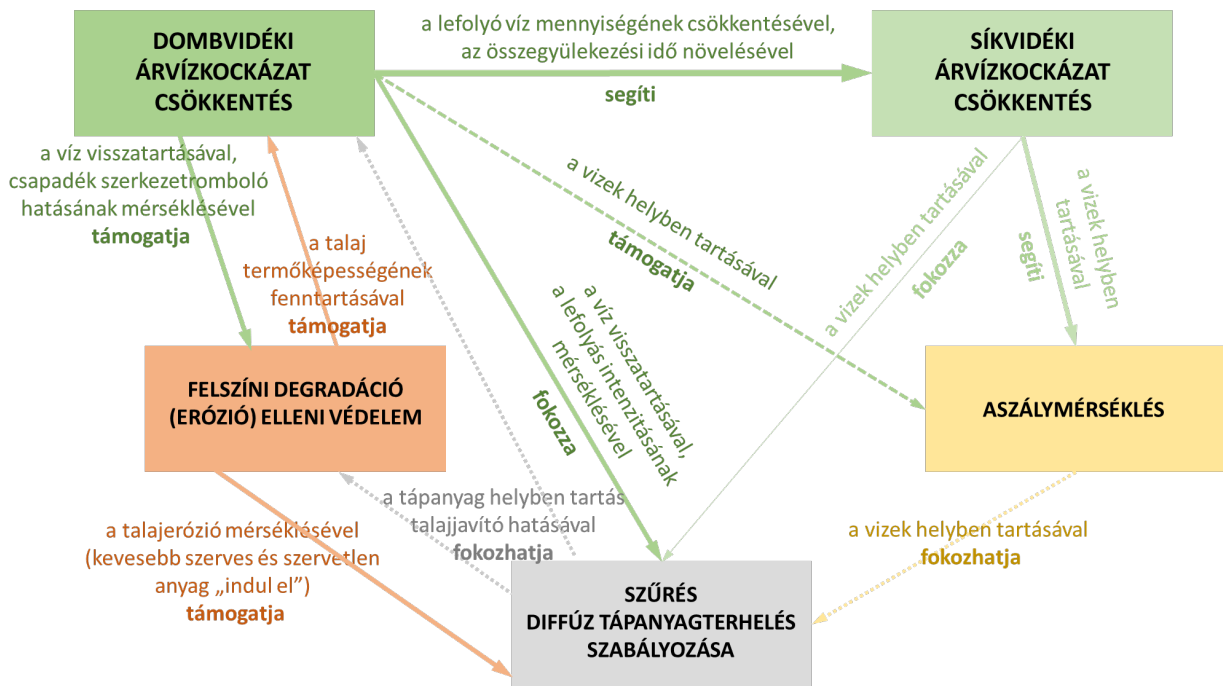 DOMBVIDÉKI
ÁRVÍZKOCKÁZAT
CSÖKKENTÉS
a lefolyó víz mennyiségének csökkentésével,
az összegyülekezési idő növelésével
segíti
SÍKVIDÉKI
ÁRVÍZKOCKÁZAT
CSÖKKENTÉS
a víz visszatartásával,
csapadék szerkezetromboló
hatásának mérséklésével
támogatja
a talaj
termőképességének
fenntartásával
támogatja
a vizek helyben tartásával
támogatja
a víz visszatartásával,
a lefolyás intenzitásának
mérséklésével
fokozza
a vizek helyben tartásával
fokozza
a vizek helyben
tartásával
segíti
FELSZÍNI DEGRADÁCIÓ
(ERÓZIÓ) ELLENI VÉDELEM
ASZÁLYMÉRSÉKLÉS
a talajerózió mérséklésével
(kevesebb szerves és szervetlen
anyag „indul el”)
támogatja
a tápanyag helyben tartás
talajjavító hatásával
fokozhatja
a vizek helyben tartásával
fokozhatja
SZŰRÉS
DIFFÚZ TÁPANYAGTERHELÉS
SZABÁLYOZÁSA